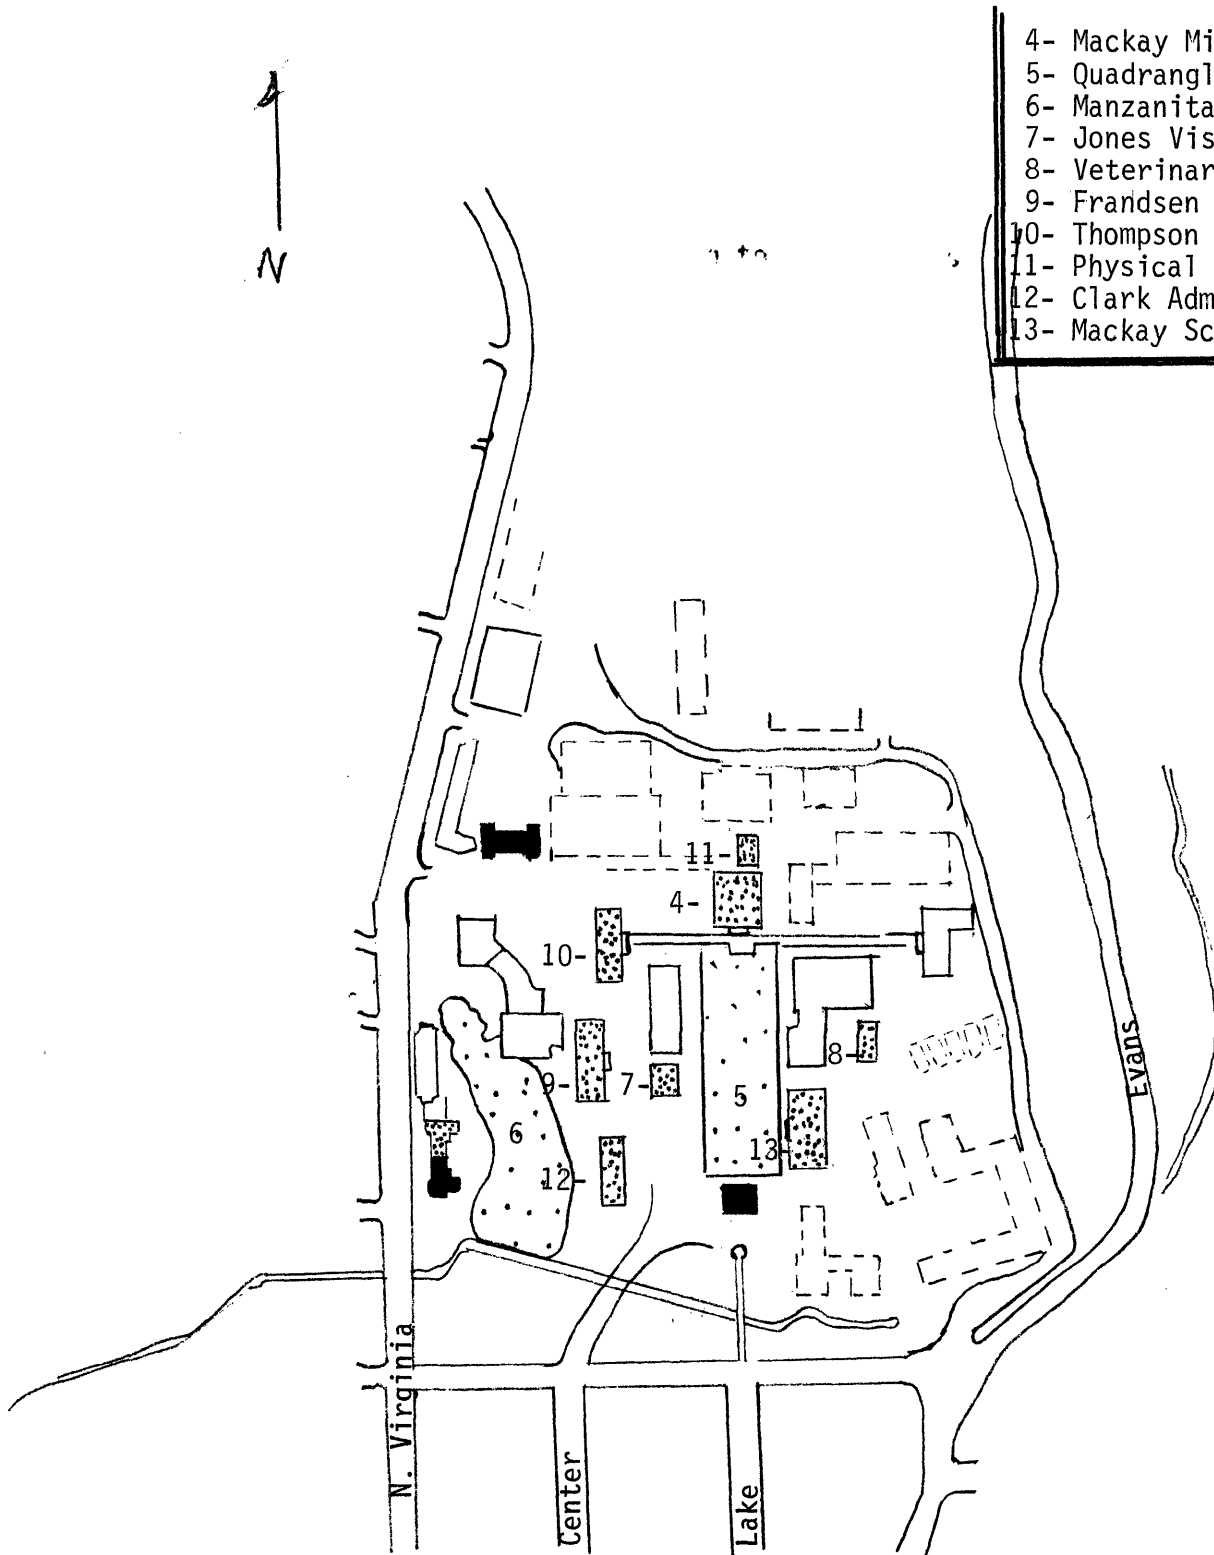 4- Mackay Mi
5- Quadrangl
6- Manzanita
7- Jones Vis
8- Veterinar
9- Frandsen
10- Thompson
11- Physical
12- Clark Adm
13- Mackay Sc
N
11-
4-
10-
8-
9-
7-
5
6
13-
12-
Evans
N. Virginia
Center
Lake